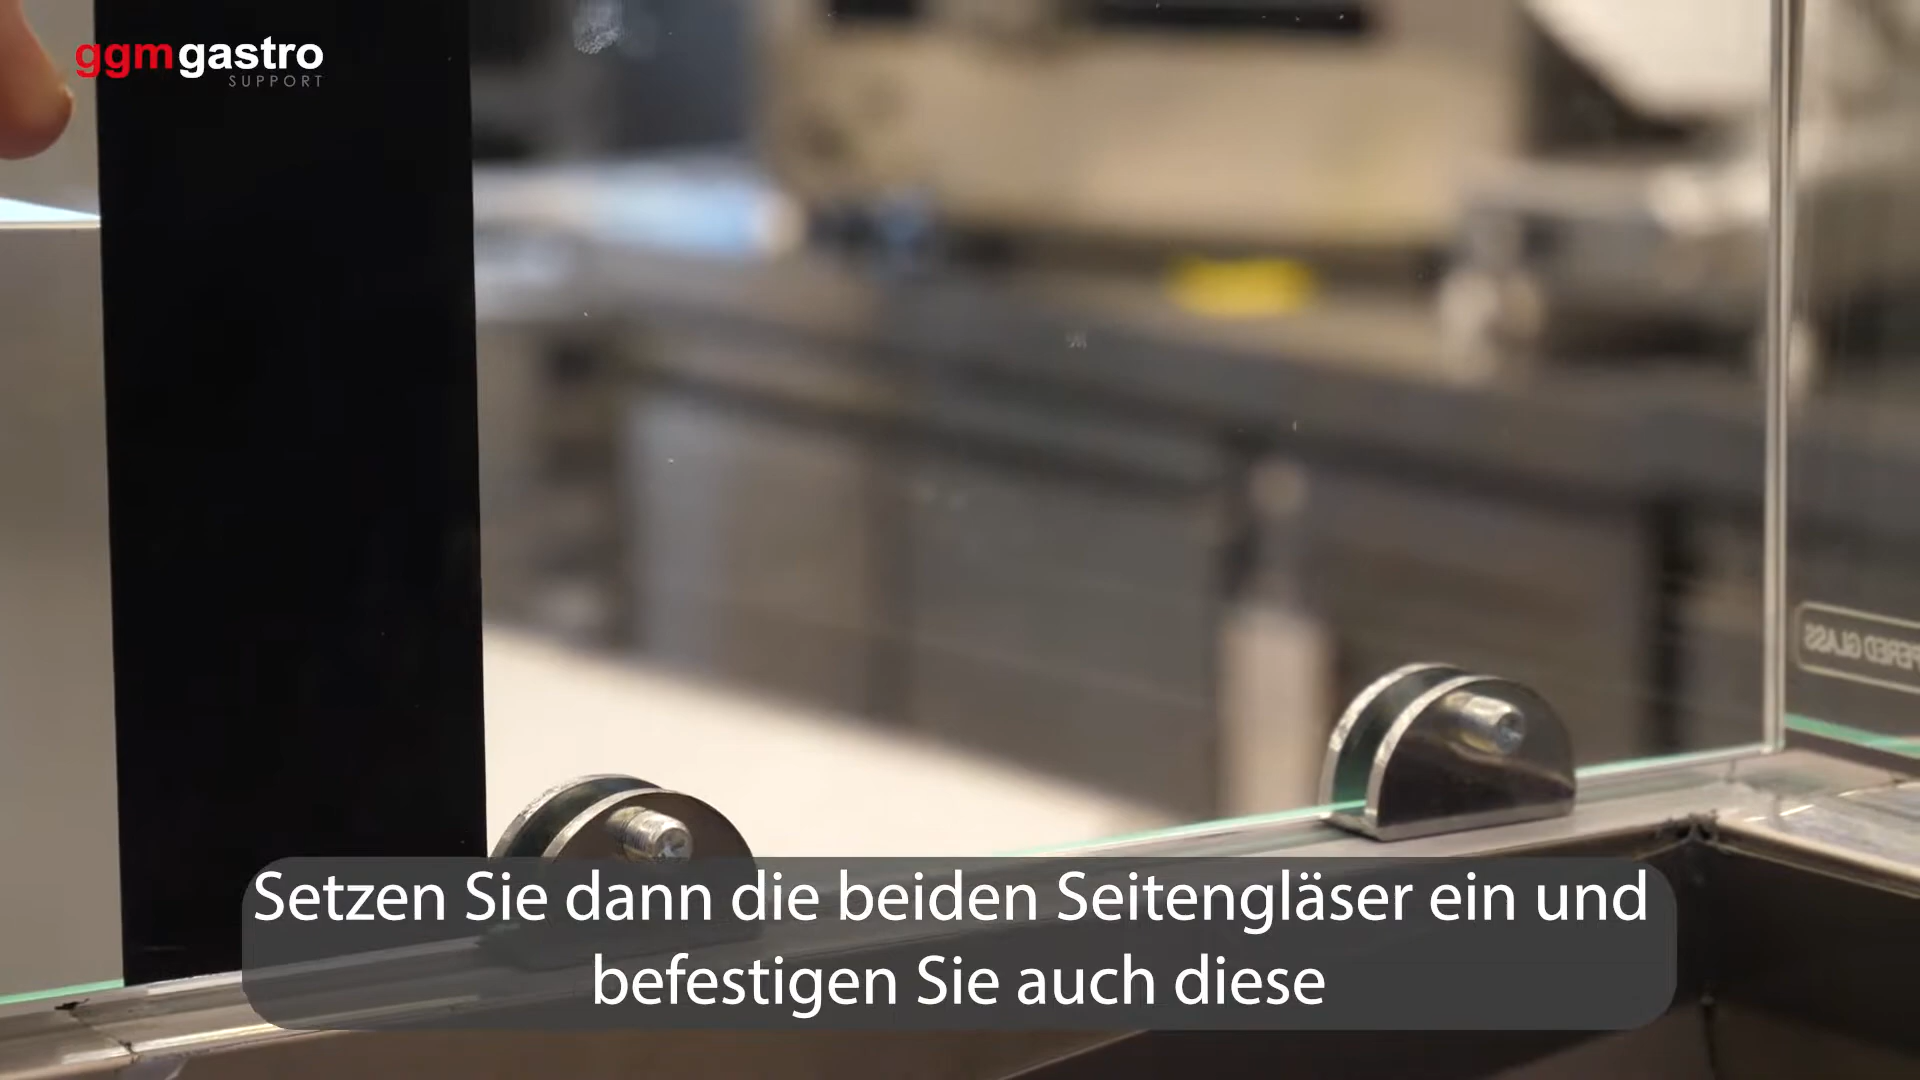 ggmgastro
SUPPORT
Setzen Sie dann die beiden Seitengläser ein und
befestigen Sie auch diese